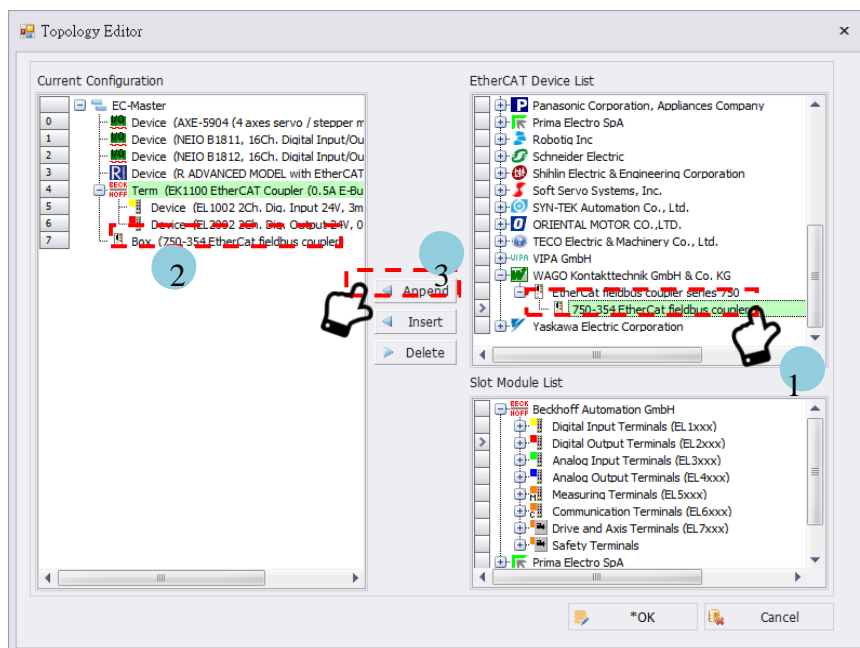 Topology Editor
Current Configuration
EC-Master
0 Device (AXE-5904 (4 axes servo / stepper m
1 Device (NEIO B1811, 16Ch. Digital Input/Ou
2 Device (NEIO B1812, 16Ch. Digital Input/Ou
3 Device (R ADVANCED MODEL with EtherCAT
4 Term (EK1100 EtherCAT Coupler (0.5A E-Bu
5 Device (EL1002 2Ch. Dig. Input 24V, 3m
6 Device (EL2002 2Ch. Dig. Output 24V, 0
7 Box (750-354 EtherCat fieldbus coupler)
2
3
Append
Insert
Delete
EtherCAT Device List
Panasonic Corporation, Appliances Company
Prima Electro SpA
Robotiq Inc
Schneider Electric
Shihlin Electric & Engineering Corporation
Soft Servo Systems, Inc.
SYN-TEK Automation Co., Ltd.
ORIENTAL MOTOR CO.,LTD.
TECO Electric & Machinery Co., Ltd.
VIPA VIPA GmbH
WAGO Kontakttechnik GmbH & Co. KG
EtherCat fieldbus coupler series 750
750-354 EtherCat fieldbus coupler
Yaskawa Electric Corporation
1
Slot Module List
BECK HOFF Beckhoff Automation GmbH
Digital Input Terminals (EL1xxx)
Digital Output Terminals (EL2xxx)
Analog Input Terminals (EL3xxx)
Analog Output Terminals (EL4xxx)
Measuring Terminals (EL5xxx)
Communication Terminals (EL6xxx)
Drive and Axis Terminals (EL7xxx)
Safety Terminals
Prima Electro SpA
*OK
Cancel